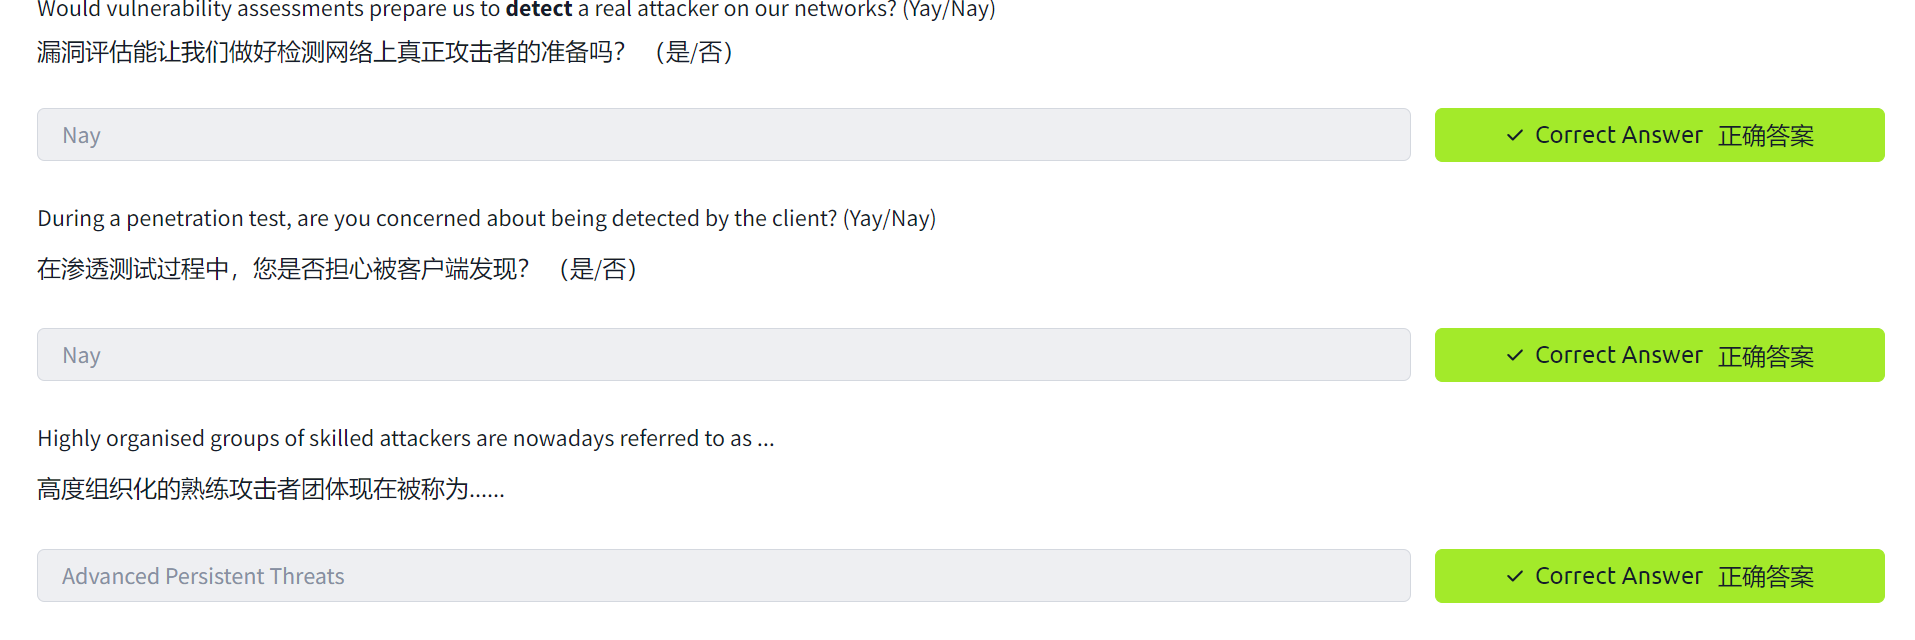 Would vulnerability assessments prepare us to detect a real attacker on our networks? (Yay/Nay)
漏洞评估能让我们做好检测网络上真正攻击者的准备吗？ （是/否）
Nay
✓ Correct Answer 正确答案
During a penetration test, are you concerned about being detected by the client? (Yay/Nay)
在渗透测试过程中，您是否担心被客户端发现？ （是/否）
Nay
✓ Correct Answer 正确答案
Highly organised groups of skilled attackers are nowadays referred to as ...
高度组织化的熟练攻击者团体现在被称为......
Advanced Persistent Threats
✓ Correct Answer 正确答案